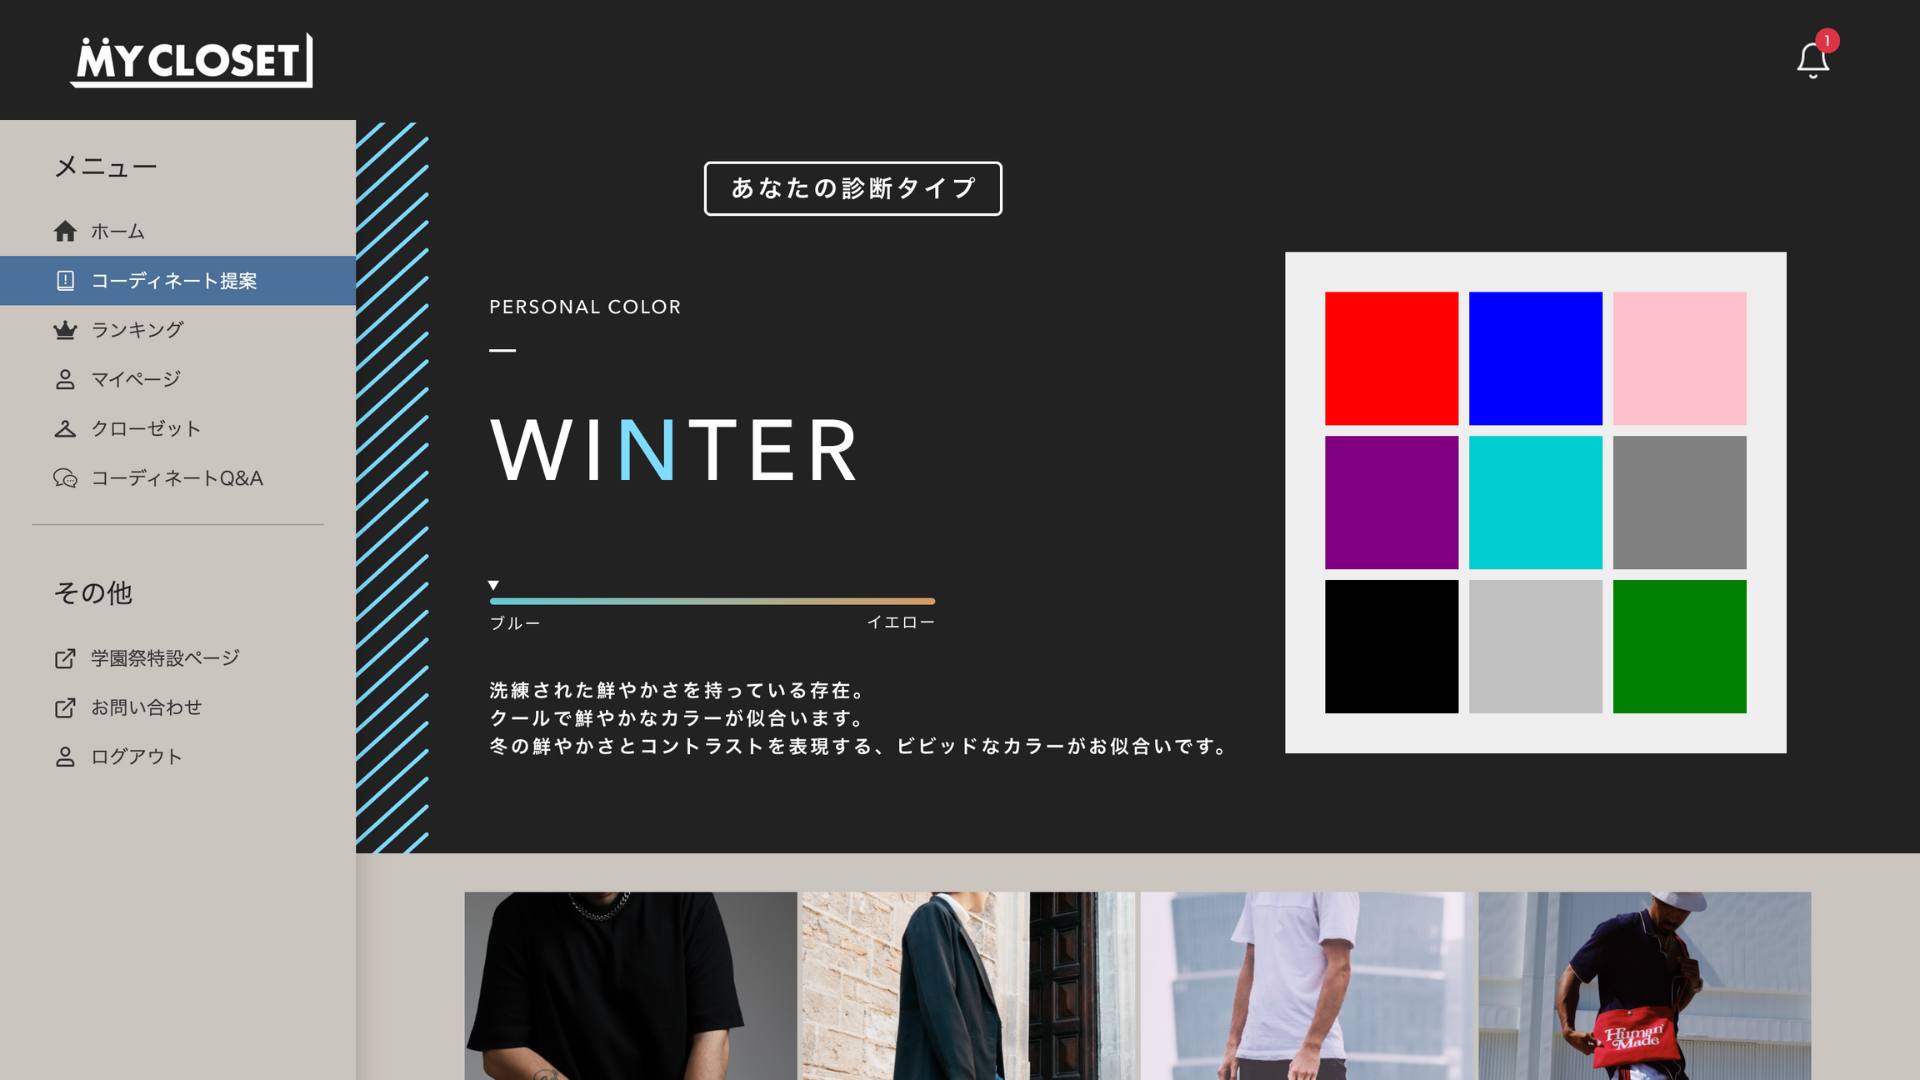 MY CLOSET
1
メニュー
ホーム
コーディネート提案
ランキング
マイページ
クローゼット
コーディネートQ&A
その他
学園祭特設ページ
お問い合わせ
ログアウト
あなたの診断タイプ
PERSONAL COLOR
WINTER
ブルー
イエロー
洗練された鮮やかさを持っている存在。
クールで鮮やかなカラーが似合います。
冬の鮮やかさとコントラストを表現する、ビビッドなカラーがお似合いです。
Human
Made